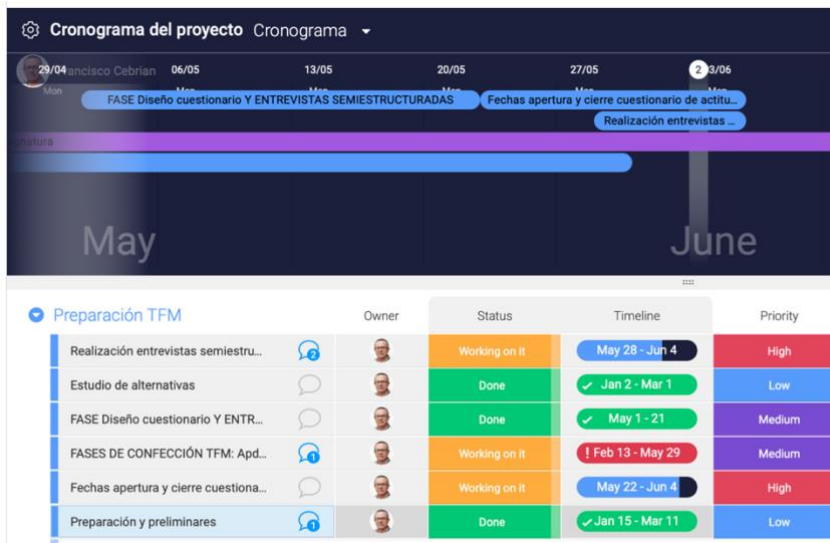 Cronograma del proyecto Cronograma
29/04 06/05 13/05 20/05 27/05 2 3/06
Francisco Cebrian
Mon
FASE Diseño cuestionario Y ENTREVISTAS SEMIESTRUCTURADAS
Fechas apertura y cierre cuestionario de actitu...
Realización entrevistas ...
May June
Preparación TFM Owner Status Timeline Priority
Realización entrevistas semiestru... 2 Working on it May 28 - Jun 4 High
Estudio de alternativas Done Jan 2 - Mar 1 Low
FASE Diseño cuestionario Y ENTR... Done May 1 - 21 Medium
FASES DE CONFECCIÓN TFM: Apd... 1 Working on it ! Feb 13 - May 29 Medium
Fechas apertura y cierre cuestiona... Working on it May 22 - Jun 4 High
Preparación y preliminares 1 Done Jan 15 - Mar 11 Low